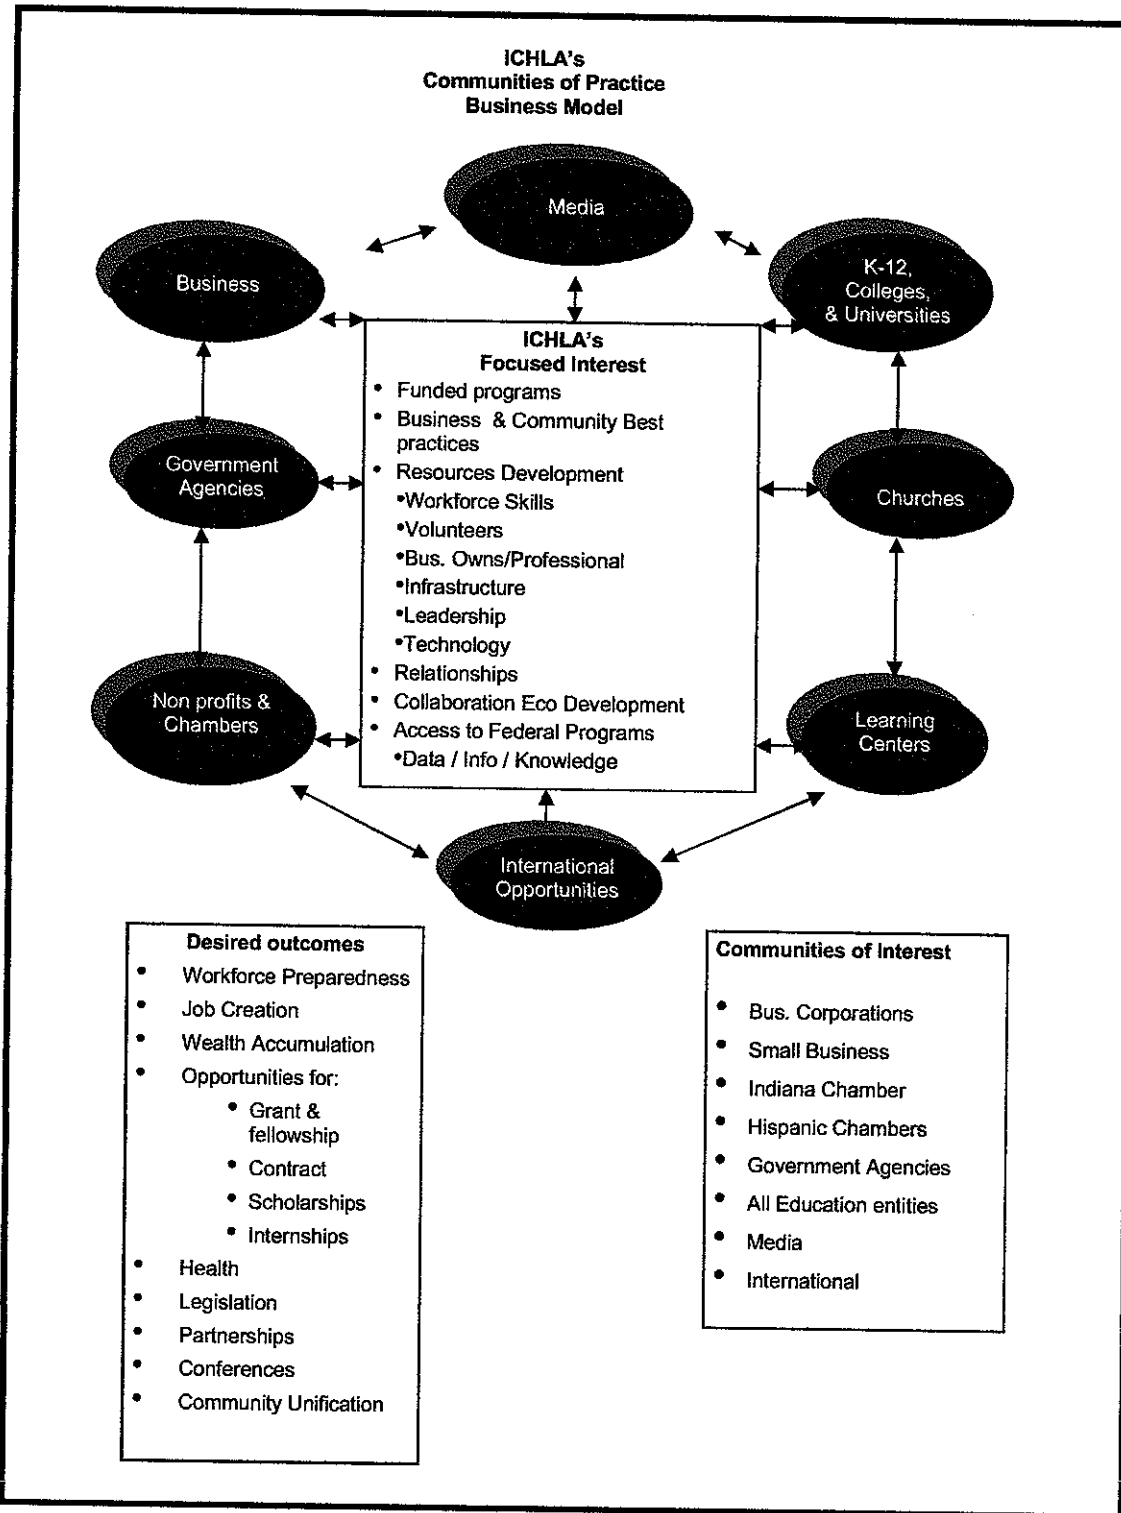 ICHLA's
Communities of Practice
Business Model
Media
Business
K-12,
Colleges,
& Universities
ICHLA's
Focused Interest
• Funded programs
• Business & Community Best
practices
• Resources Development
•Workforce Skills
•Volunteers
•Bus. Owns/Professional
•Infrastructure
•Leadership
•Technology
• Relationships
• Collaboration Eco Development
• Access to Federal Programs
•Data / Info / Knowledge
Government
Agencies
Churches
Non profits &
Chambers
Learning
Centers
International
Opportunities
Desired outcomes
• Workforce Preparedness
• Job Creation
• Wealth Accumulation
• Opportunities for:
• Grant &
fellowship
• Contract
• Scholarships
• Internships
• Health
• Legislation
• Partnerships
• Conferences
• Community Unification
Communities of Interest
• Bus. Corporations
• Small Business
• Indiana Chamber
• Hispanic Chambers
• Government Agencies
• All Education entities
• Media
• International